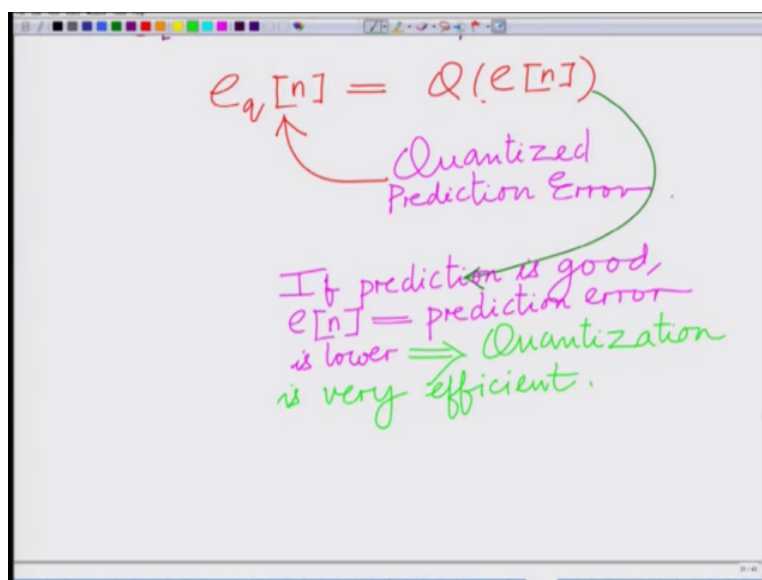 e_q[n] = Q(e[n])
Quantized
Prediction Error.
If prediction is good,
e[n] = prediction error
is lower ⇒ Quantization
is very efficient.